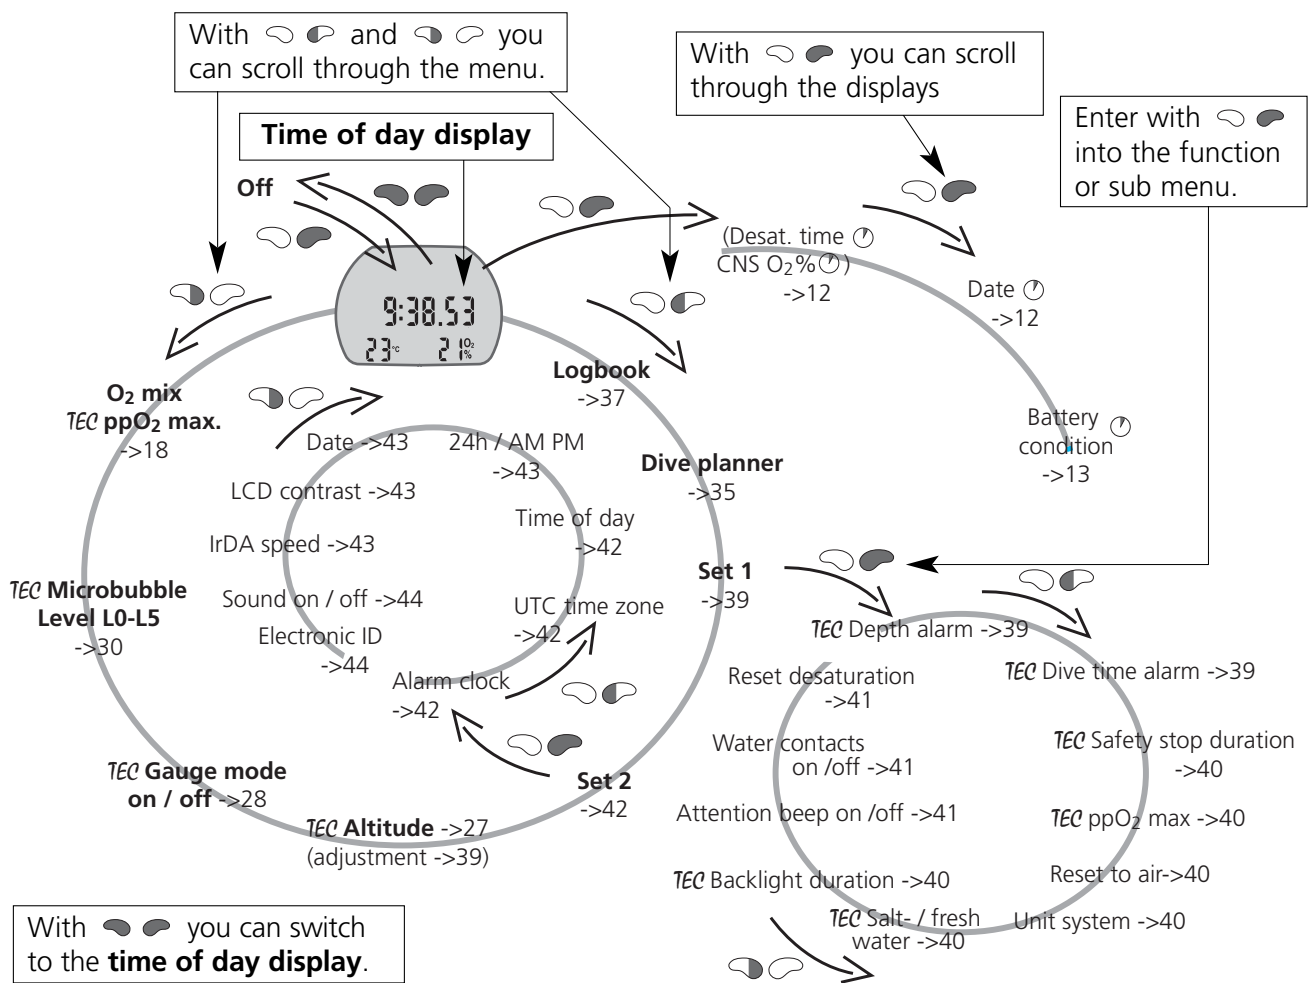 With and you
can scroll through the menu.
With you can scroll
through the displays
Enter with
into the function
or sub menu.
Time of day display
Off
9:38.53
23°C 21 O2 %
(Desat. time
CNS O2% )
->12
Date
->12
Battery
condition
->13
O2 mix
TEC ppO2 max.
->18
Logbook
->37
Dive planner
->35
Set 1
->39
TEC Microbubble
Level L0-L5
->30
TEC Gauge mode
on / off ->28
TEC Altitude ->27
(adjustment ->39)
Set 2
->42
Date ->43
24h / AM PM
->43
LCD contrast ->43
Time of day
->42
IrDA speed ->43
Sound on / off ->44
UTC time zone
->42
Electronic ID
->44
Alarm clock
->42
TEC Depth alarm ->39
TEC Dive time alarm ->39
Reset desaturation
->41
TEC Safety stop duration
->40
Water contacts
on /off ->41
Attention beep on /off ->41
TEC ppO2 max ->40
Reset to air->40
TEC Backlight duration ->40
TEC Salt- / fresh
water ->40
Unit system ->40
With you can switch
to the time of day display.